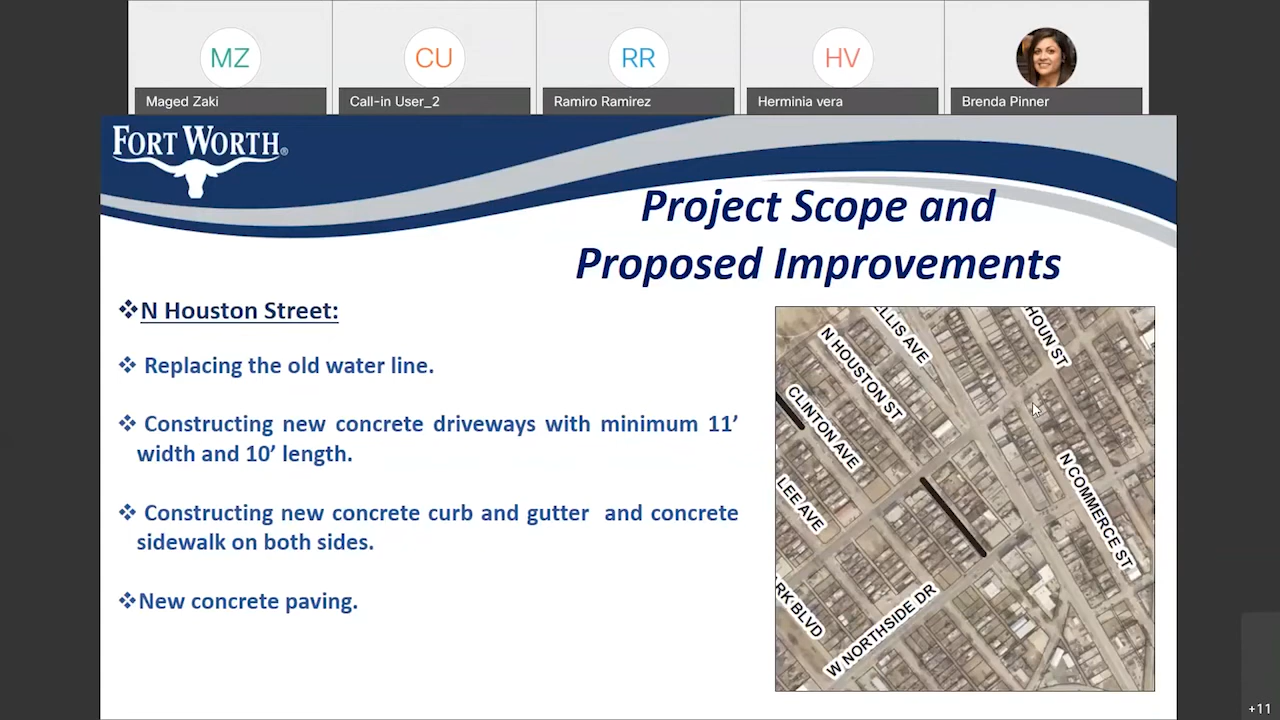 MZ
CU
RR
HV
Maged Zaki
Call-in User_2
Ramiro Ramirez
Herminia vera
Brenda Pinner
FORT WORTH®
Project Scope and
Proposed Improvements
N Houston Street:
Replacing the old water line.
Constructing new concrete driveways with minimum 11’
width and 10’ length.
Constructing new concrete curb and gutter and concrete
sidewalk on both sides.
New concrete paving.
ELLIS AVE
HOUN ST
N HOUSTON ST
CLINTON AVE
LEE AVE
N COMMERCE ST
ARK BLVD
W NORTHSIDE DR
+11